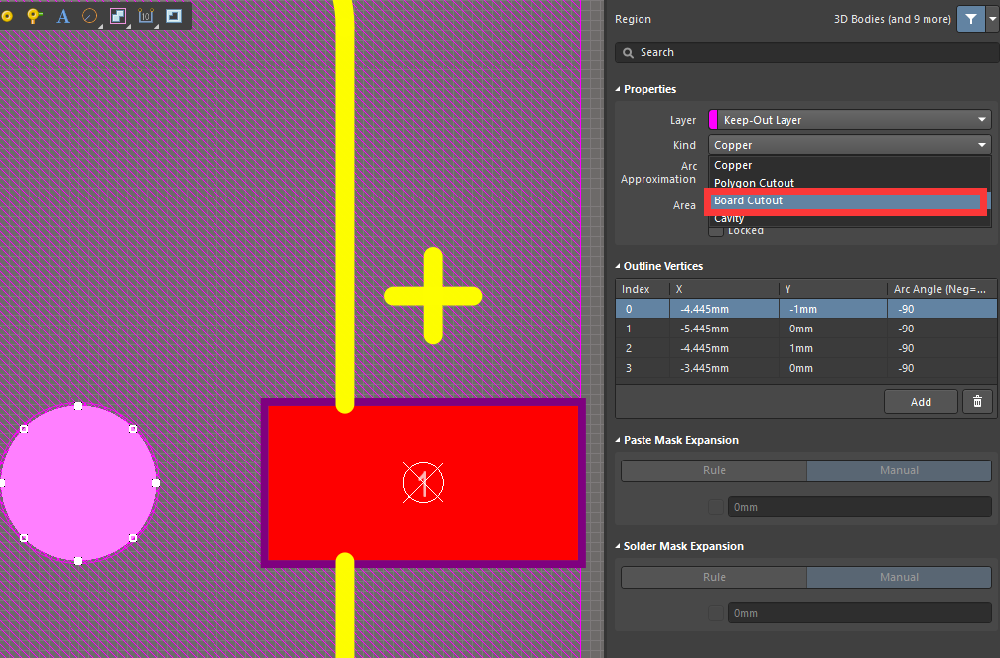 A
10
Region
3D Bodies (and 9 more)
Search
Properties
Layer
Keep-Out Layer
Kind
Copper
Arc
Approximation
Copper
Polygon Cutout
Area
Board Cutout
Cavity
Locked
Outline Vertices
Index X Y Arc Angle (Neg=...
0 -4.445mm -1mm -90
1 -5.445mm 0mm -90
2 -4.445mm 1mm -90
3 -3.445mm 0mm -90
Add
Paste Mask Expansion
Rule Manual
0mm
Solder Mask Expansion
Rule Manual
0mm
1